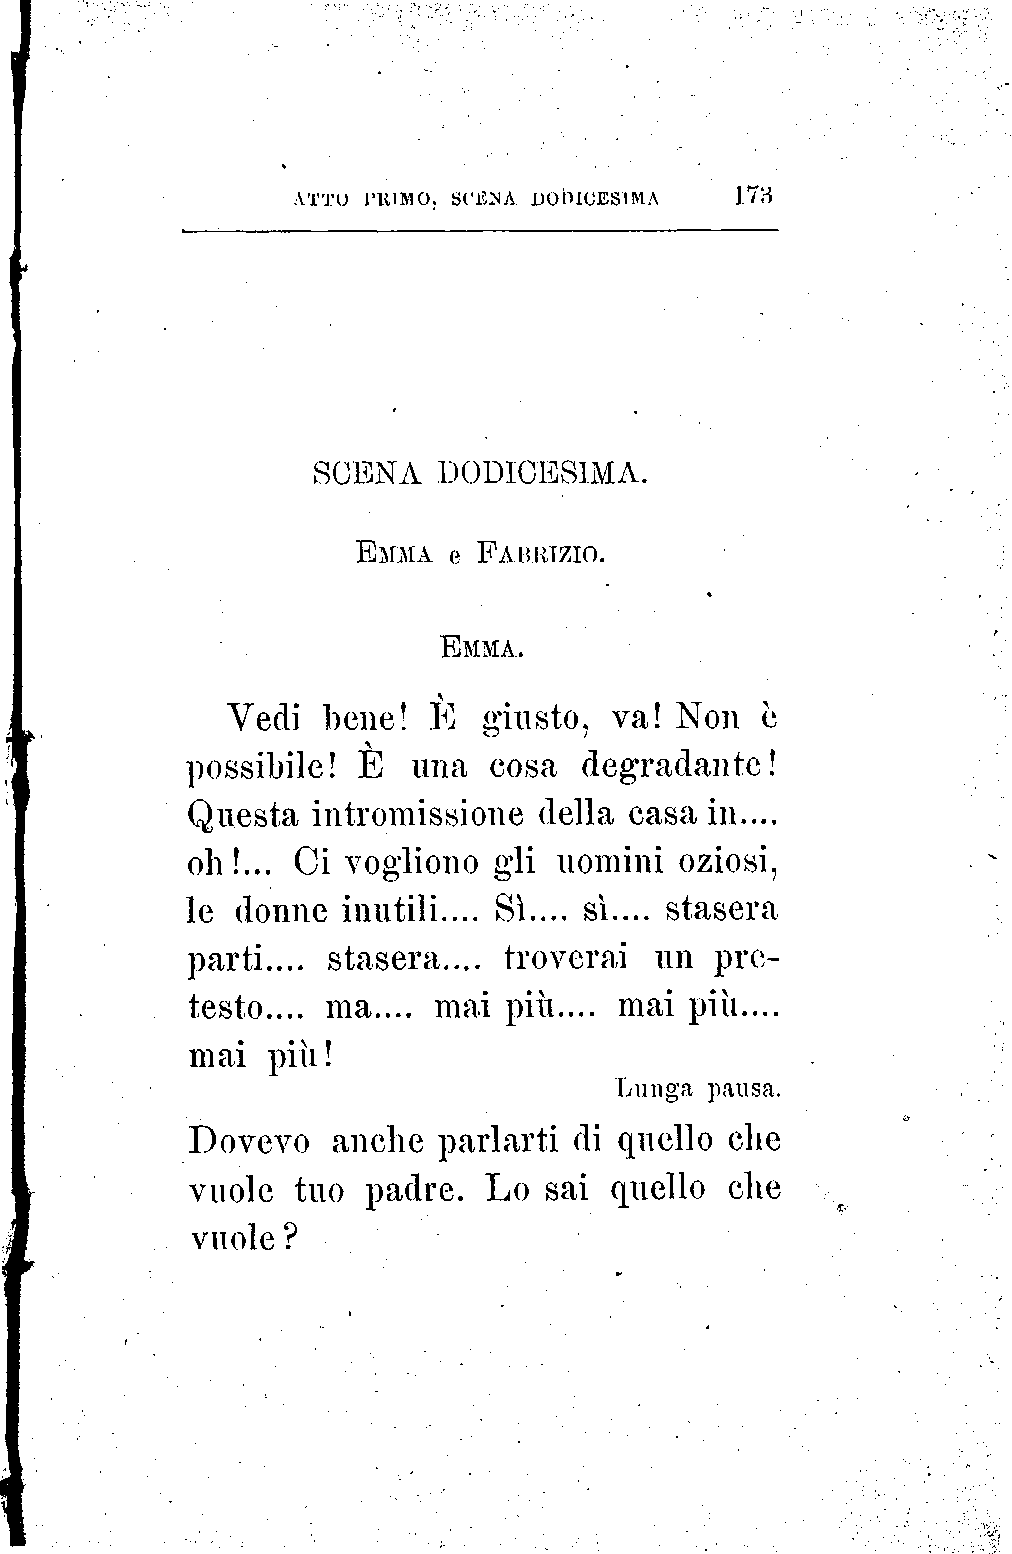 ATTO PRIMO, SCENA DODICESIMA 173
SCENA DODICESIMA.
EMMA e FABRIZIO.
EMMA.
Vedi bene! È giusto, va! Non è
possibile! È una cosa degradante!
Questa intromissione della casa in....
oh!... Ci vogliono gli uomini oziosi,
le donne inutili.... Sì.... sì.... stasera
parti.... stasera.... troverai un pre-
testo.... ma.... mai più.... mai più....
mai più!
Lunga pausa.
Dovevo anche parlarti di quello che
vuole tuo padre. Lo sai quello che
vuole?